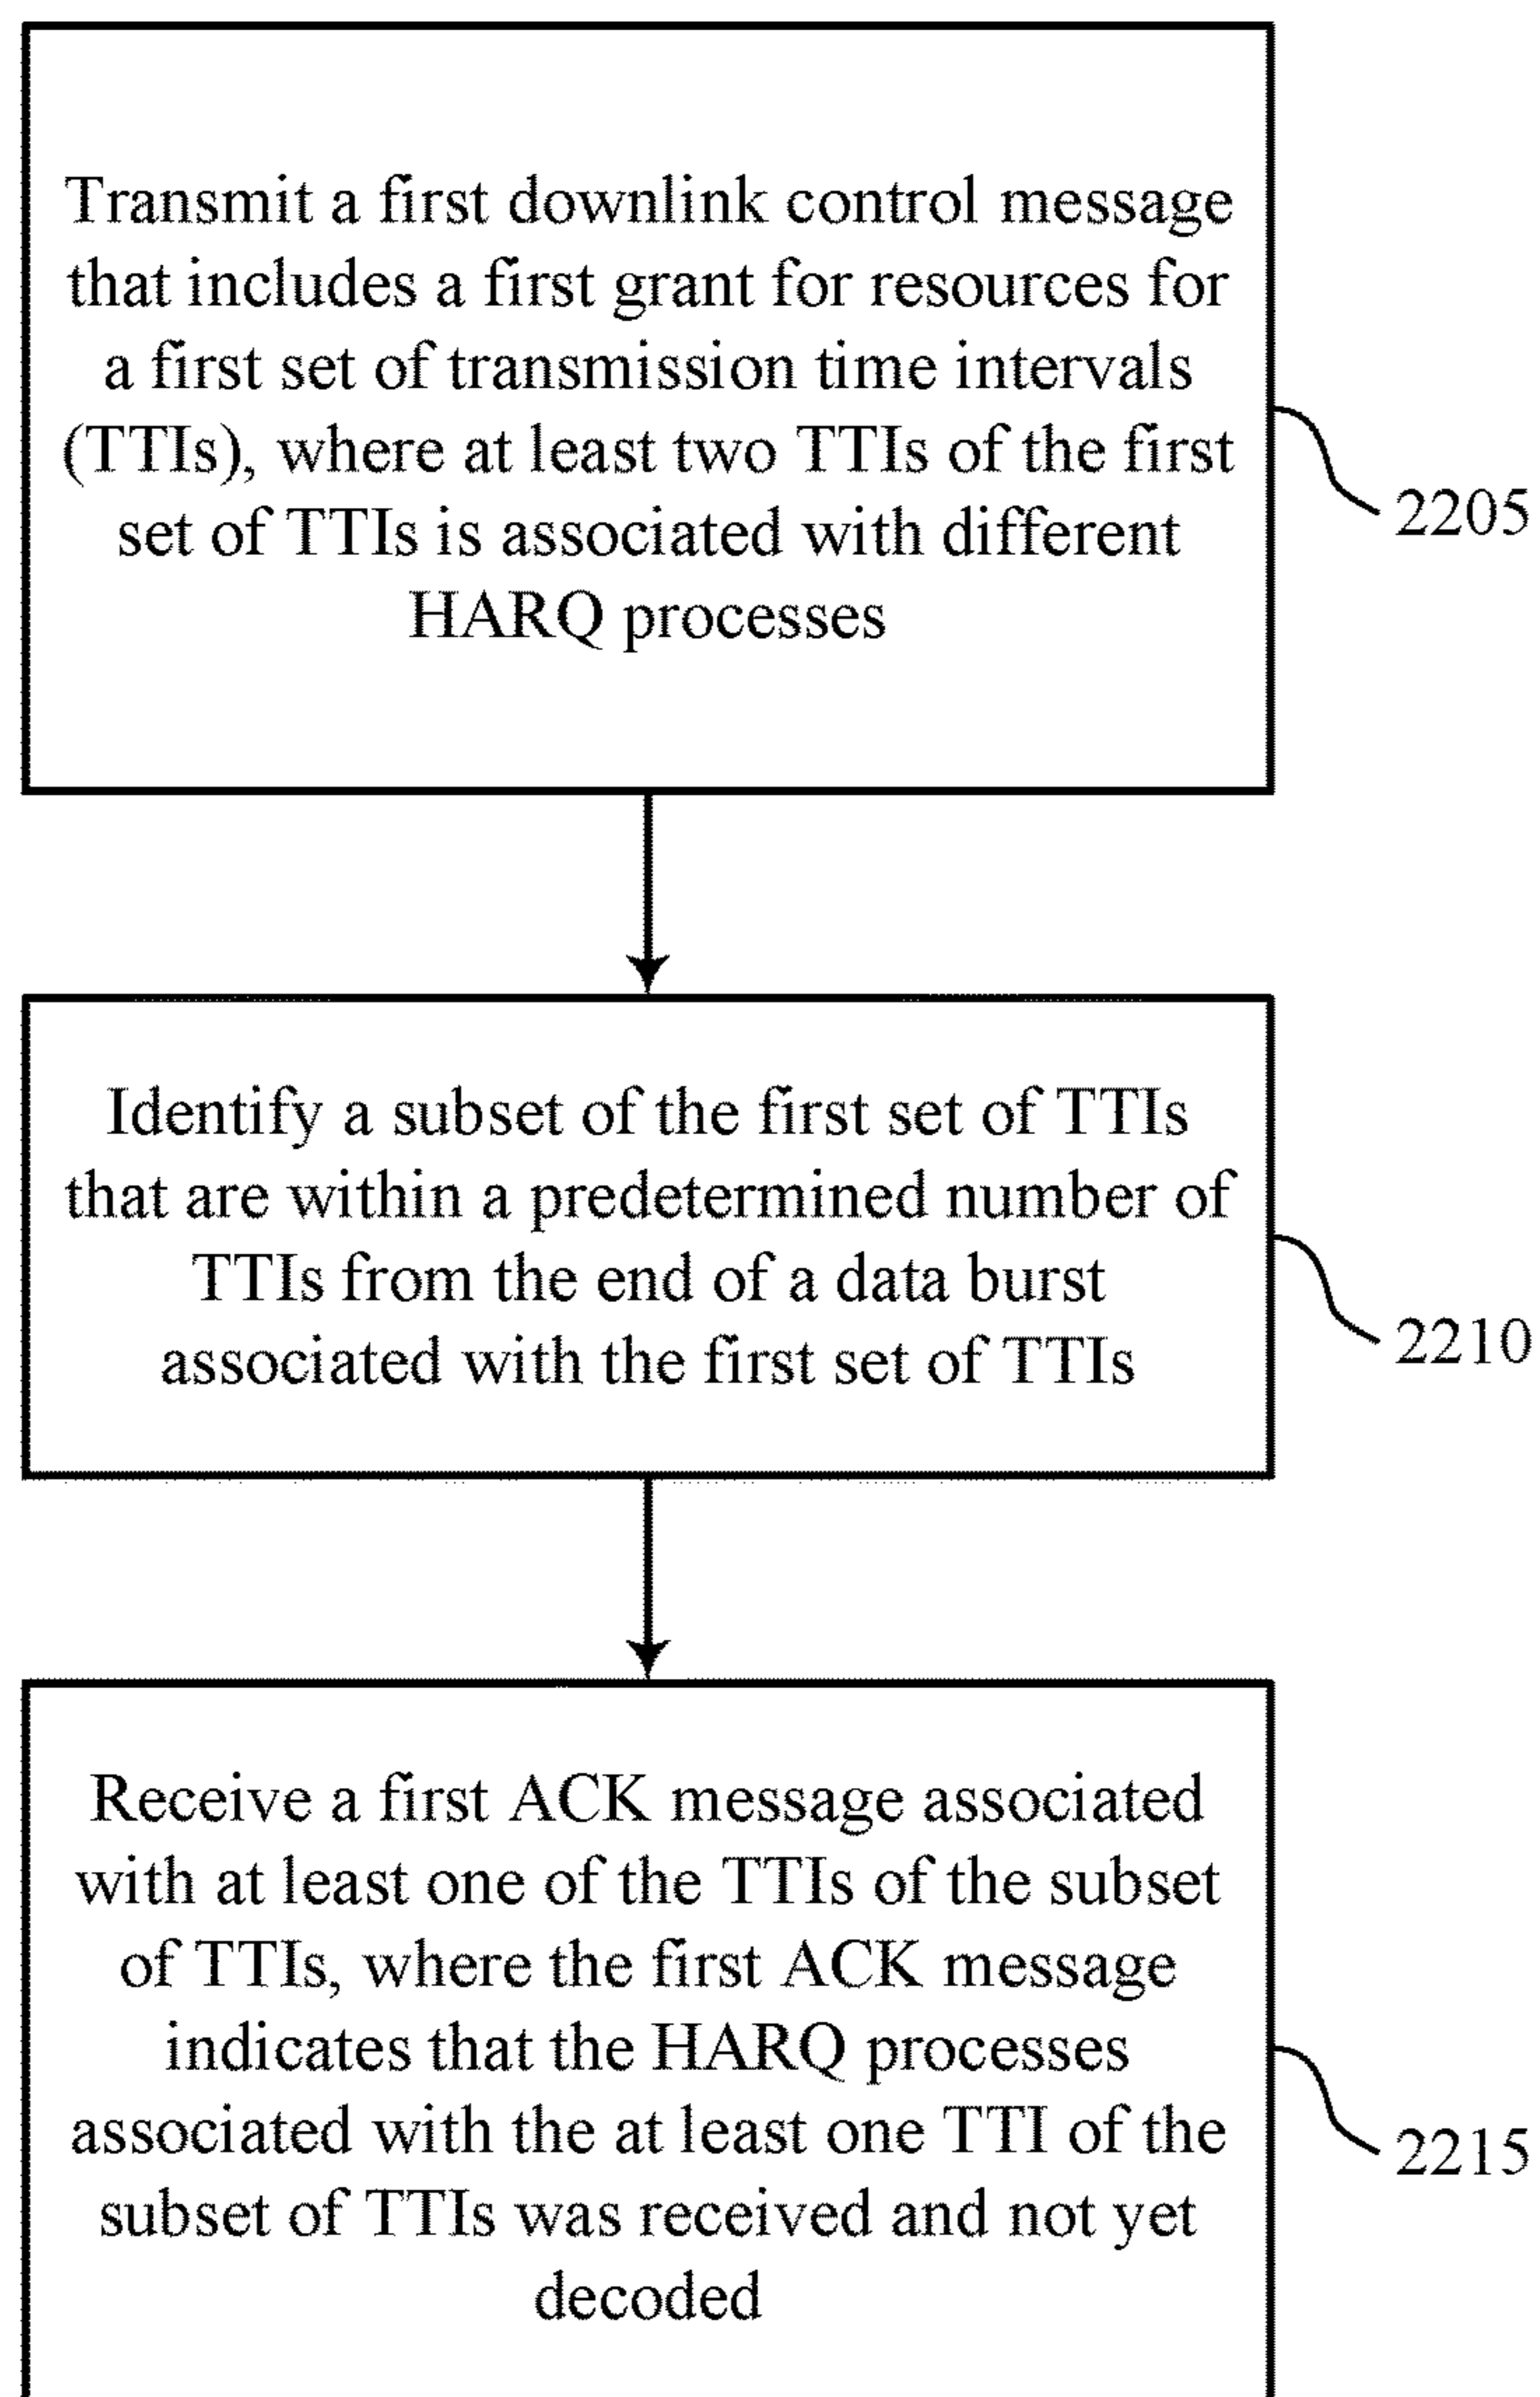 Transmit a first downlink control message
that includes a first grant for resources for
a first set of transmission time intervals
(TTIs), where at least two TTIs of the first
set of TTIs is associated with different
HARQ processes
2205
Identify a subset of the first set of TTIs
that are within a predetermined number of
TTIs from the end of a data burst
associated with the first set of TTIs
2210
Receive a first ACK message associated
with at least one of the TTIs of the subset
of TTIs, where the first ACK message
indicates that the HARQ processes
associated with the at least one TTI of the
subset of TTIs was received and not yet
decoded
2215